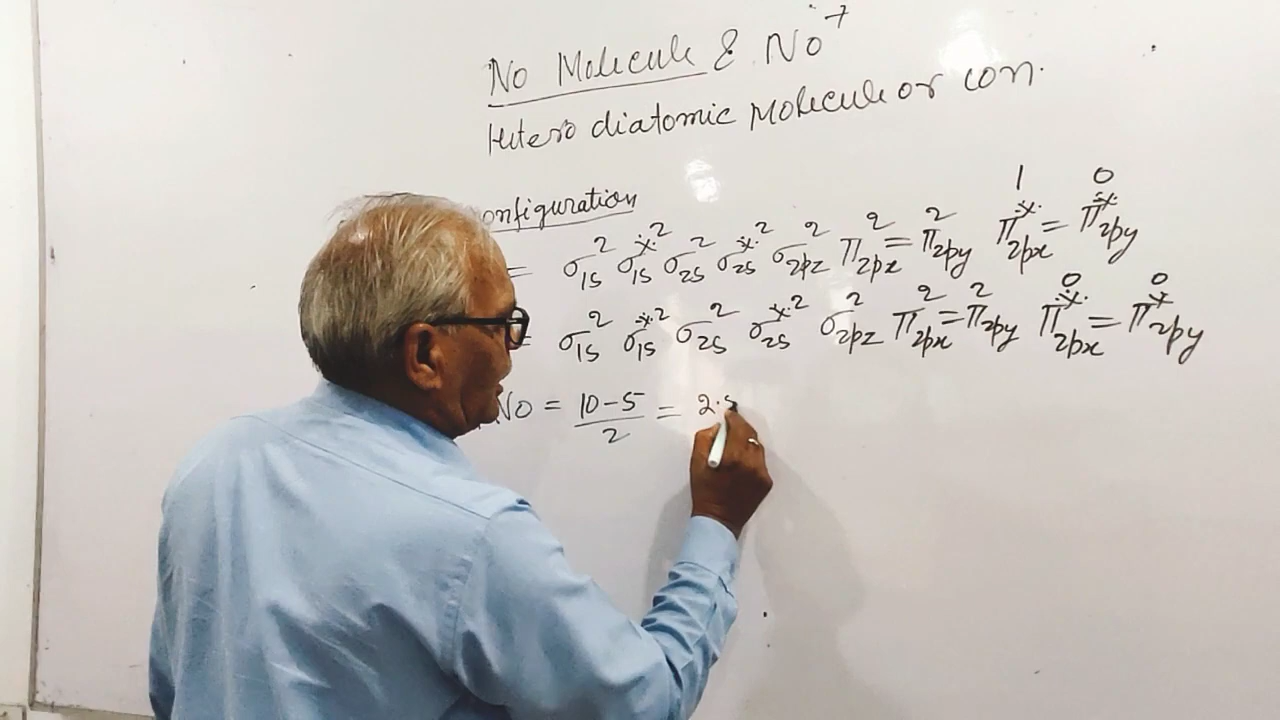 No Molecule & NO⁺
Hetero diatomic Molecule or ion.
onfiguration
= σ1s² σ*1s² σ2s² σ*2s² σ2pz² π2px² = π2py² π*2px¹ = π*2py⁰
= σ1s² σ*1s² σ2s² σ*2s² σ2pz² π2px² = π2py² π*2px⁰ = π*2py⁰
NO = 10-5/2 = 2.5